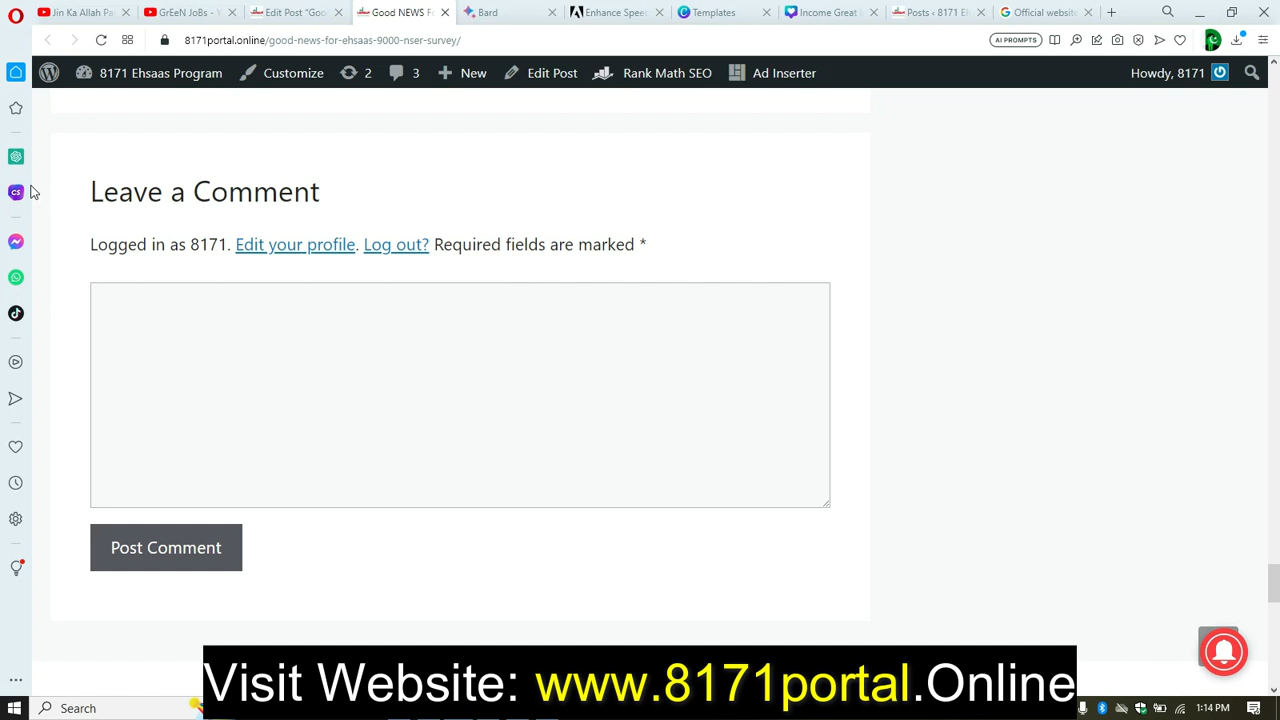 Jin Ka Allah Pa
GrEeN JoBs - V
Edit Post "Goo
Good NEWS F
Bard
Enhance Spee
Templates
Income Great
Posts ‹ 8171 E
Official website
8171portal.online/good-news-for-ehsaas-9000-nser-survey/
AI PROMPTS
8171 Ehsaas Program
Customize
2
3
New
Edit Post
Rank Math SEO
Ad Inserter
Howdy, 8171
CS
Leave a Comment
Logged in as 8171. Edit your profile. Log out? Required fields are marked *
Post Comment
Visit Website: www.8171portal.Online
Search
1:14 PM